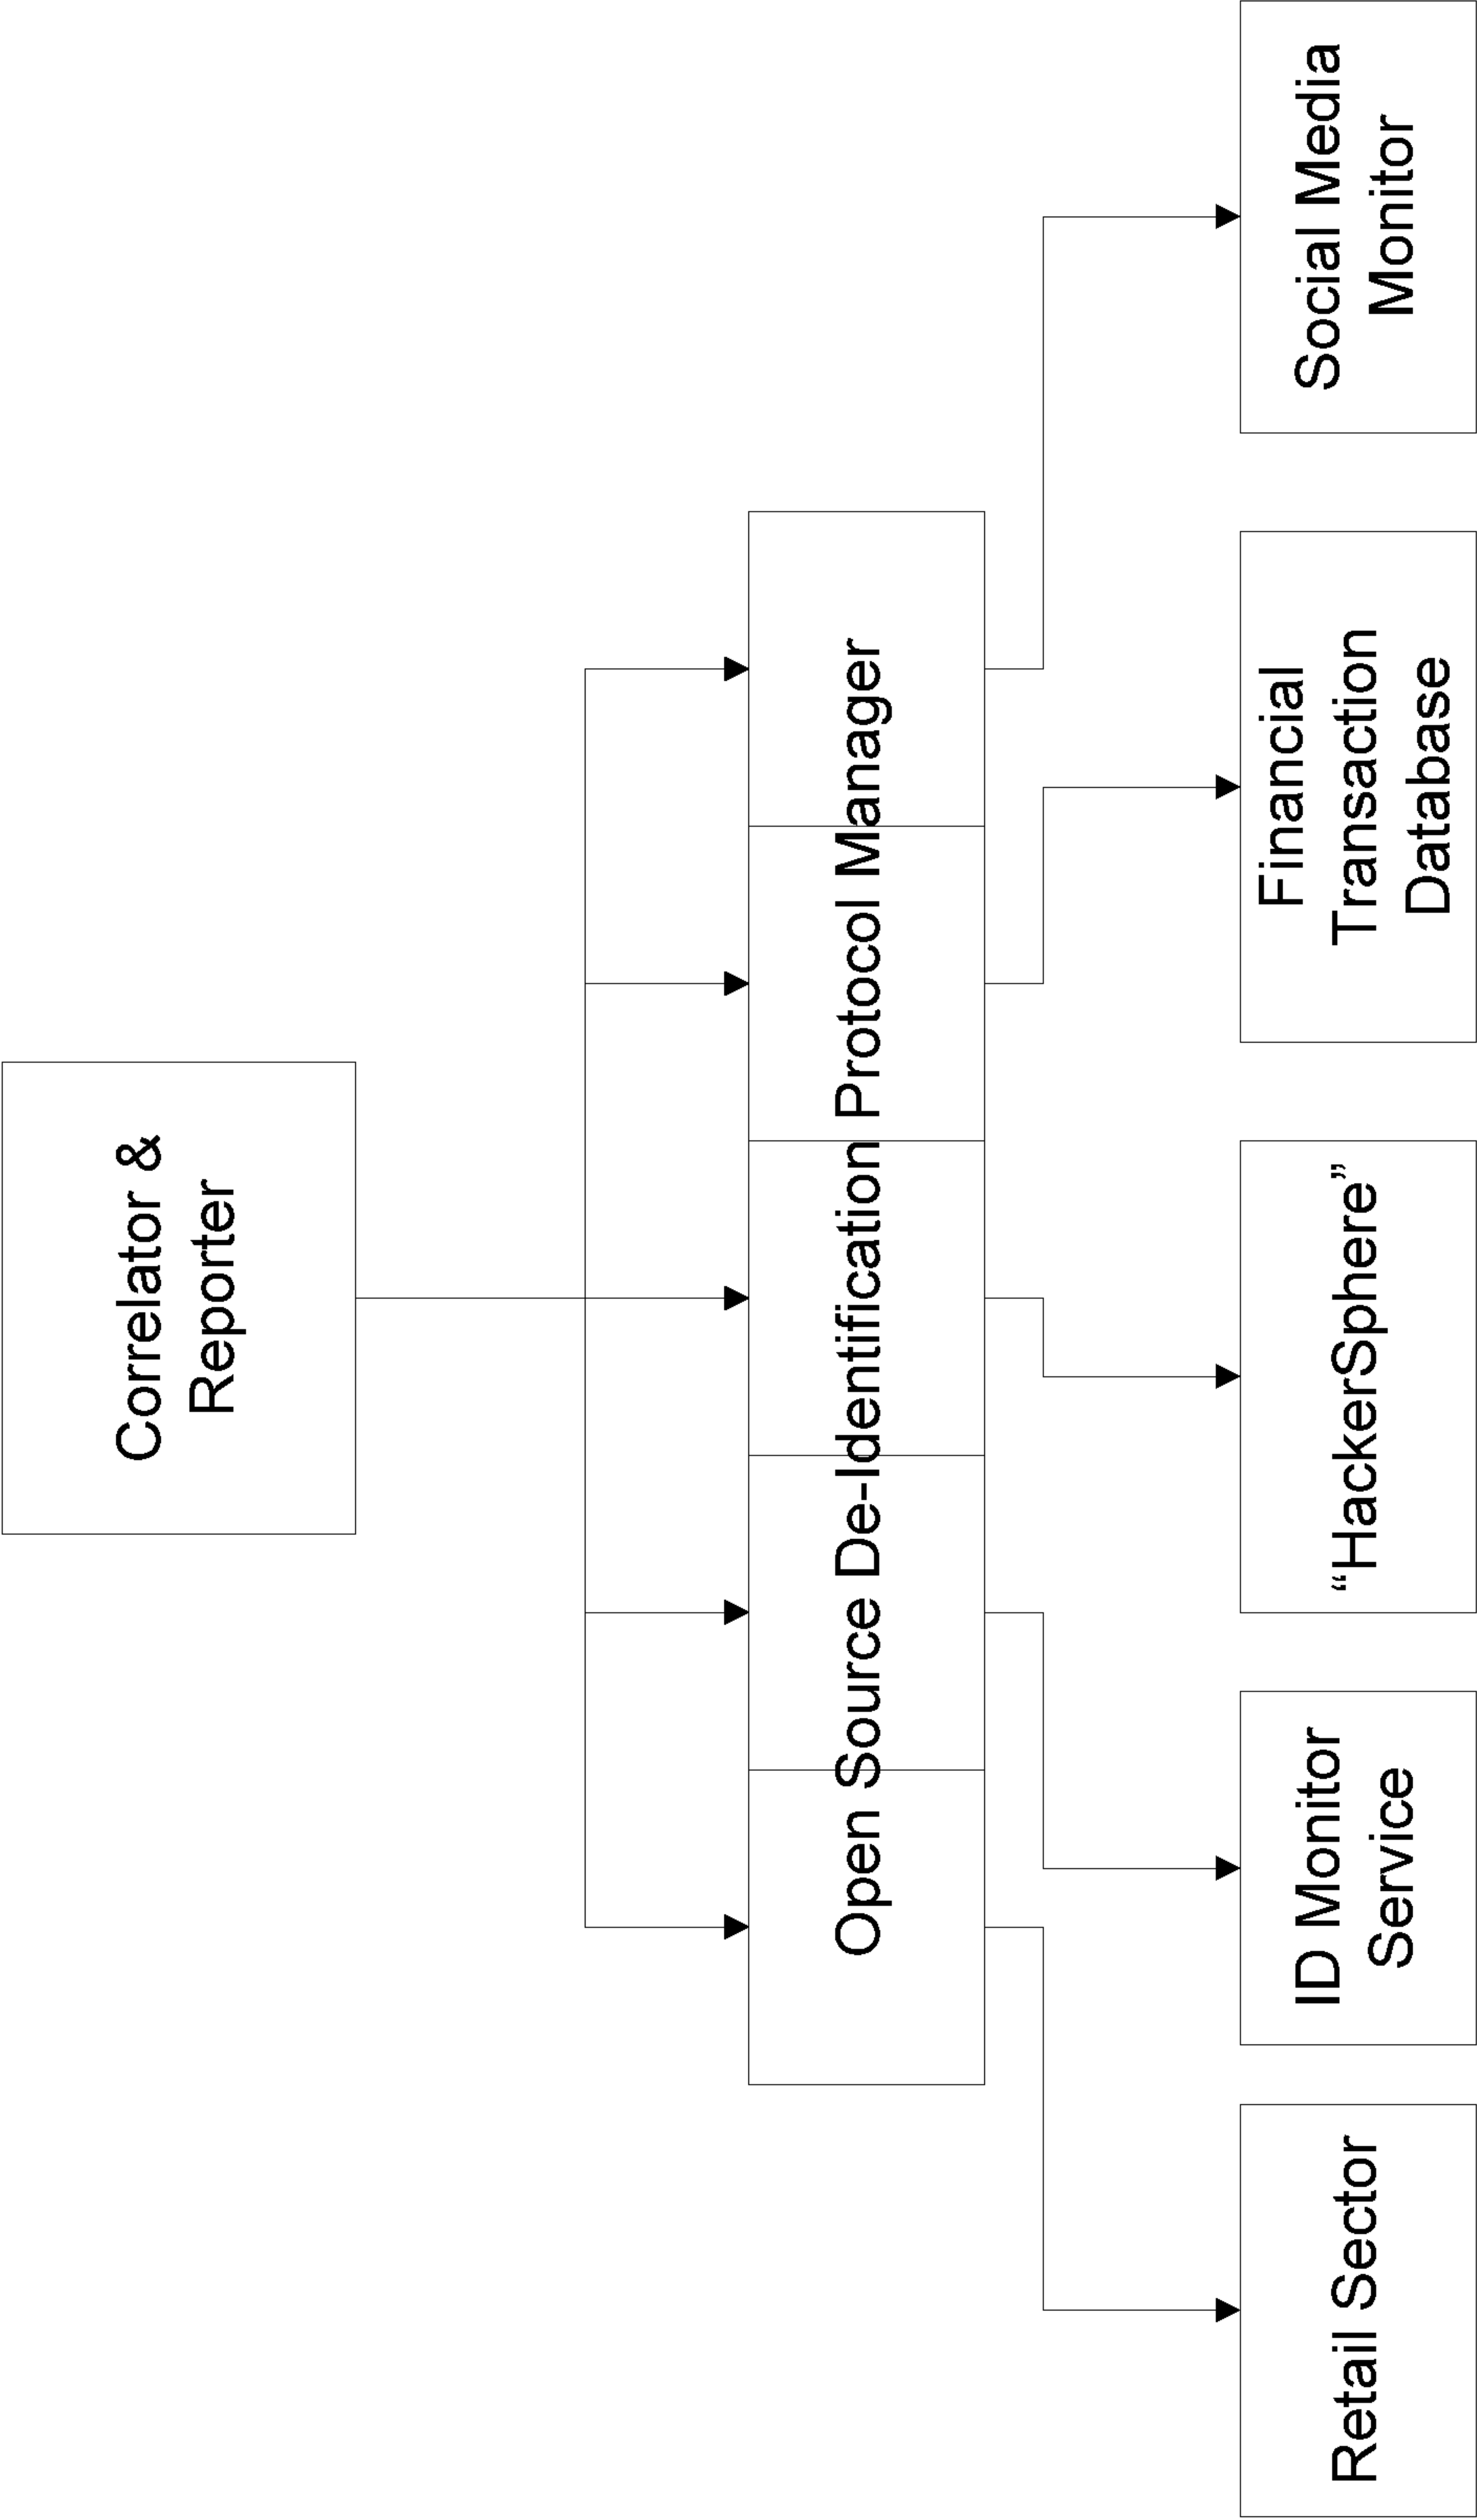 Correlator &
Reporter
Open Source De-Identification Protocol Manager
Retail Sector
ID Monitor
Service
“HackerSphere”
Financial
Transaction
Database
Social Media
Monitor